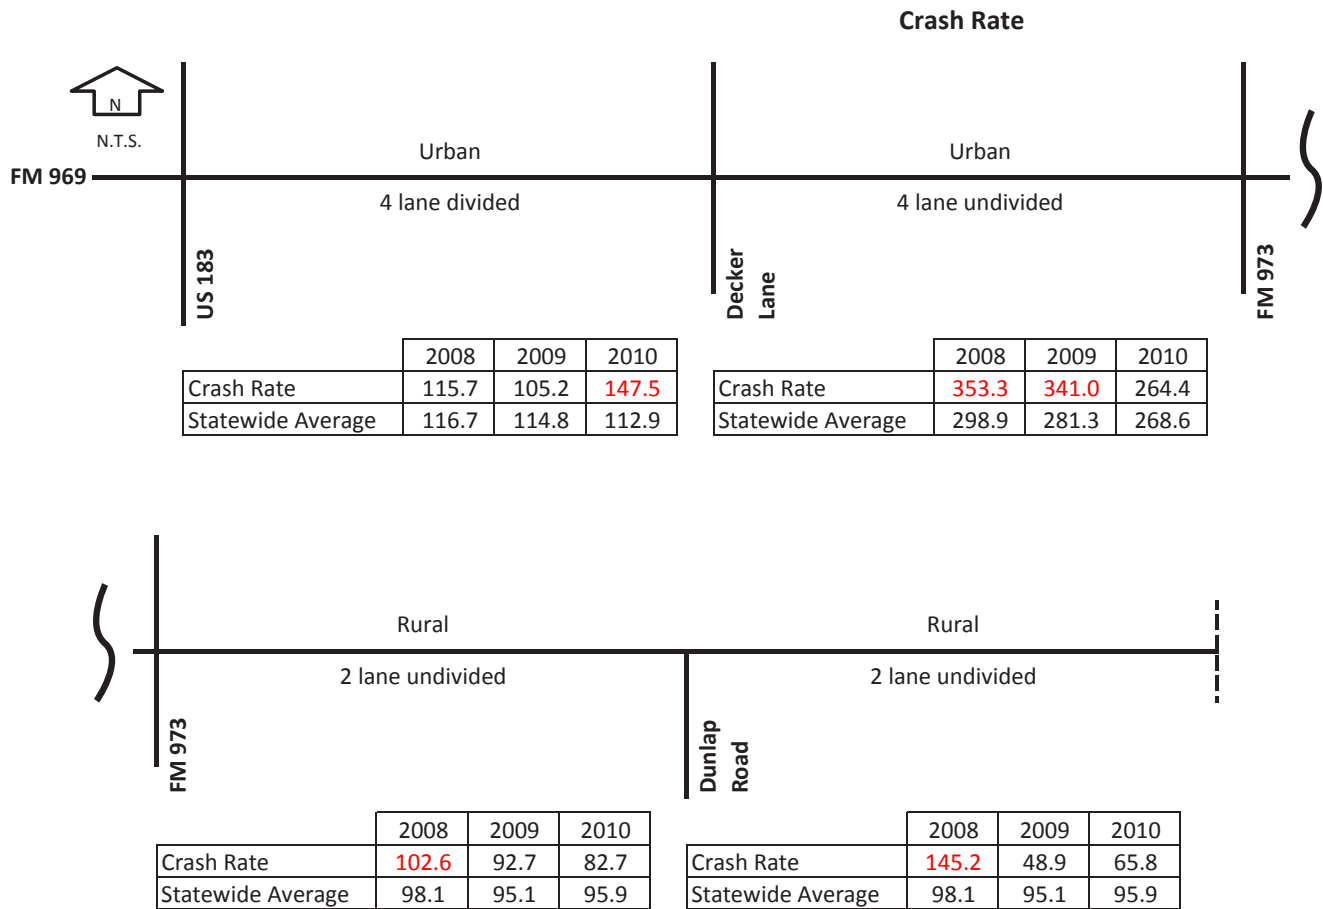 Crash Rate
N
N.T.S.
Urban
Urban
FM 969
4 lane divided
4 lane undivided
US 183
Decker
Lane
FM 973
2008 2009 2010
Crash Rate 115.7 105.2 147.5
Statewide Average 116.7 114.8 112.9
2008 2009 2010
Crash Rate 353.3 341.0 264.4
Statewide Average 298.9 281.3 268.6
Rural
Rural
2 lane undivided
2 lane undivided
FM 973
Dunlap
Road
2008 2009 2010
Crash Rate 102.6 92.7 82.7
Statewide Average 98.1 95.1 95.9
2008 2009 2010
Crash Rate 145.2 48.9 65.8
Statewide Average 98.1 95.1 95.9